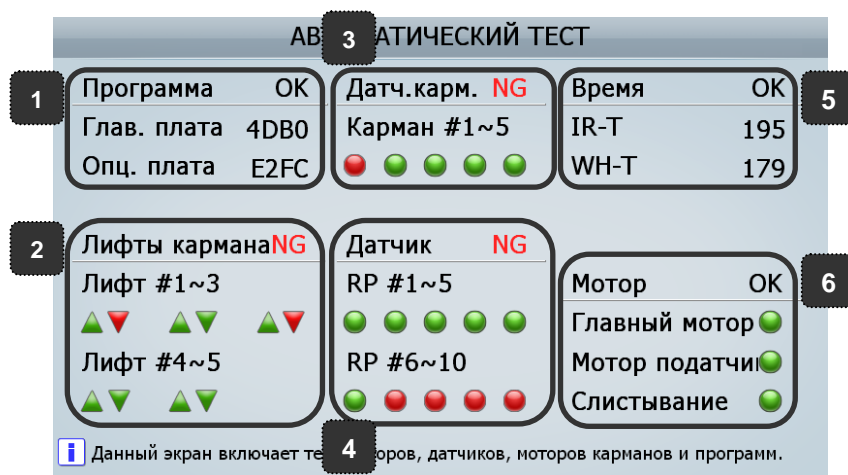 АВ АТИЧЕСКИЙ ТЕСТ
3
1
Программа OK
Глав. плата 4DB0
Опц. плата E2FC
Датч.карм. NG
Карман #1~5
5
Время OK
IR-T 195
WH-T 179
2
Лифты карманаNG
Лифт #1~3
Лифт #4~5
4
Датчик NG
RP #1~5
RP #6~10
6
Мотор OK
Главный мотор
Мотор податчи
Слистывание
i Данный экран включает те оров, датчиков, моторов карманов и программ.